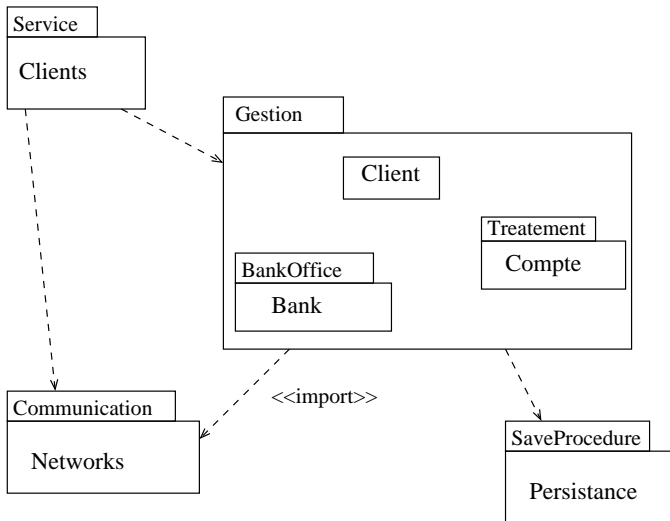 Service
Clients
Gestion
Client
Treatement
Compte
BankOffice
Bank
<<import>>
Communication
Networks
SaveProcedure
Persistance